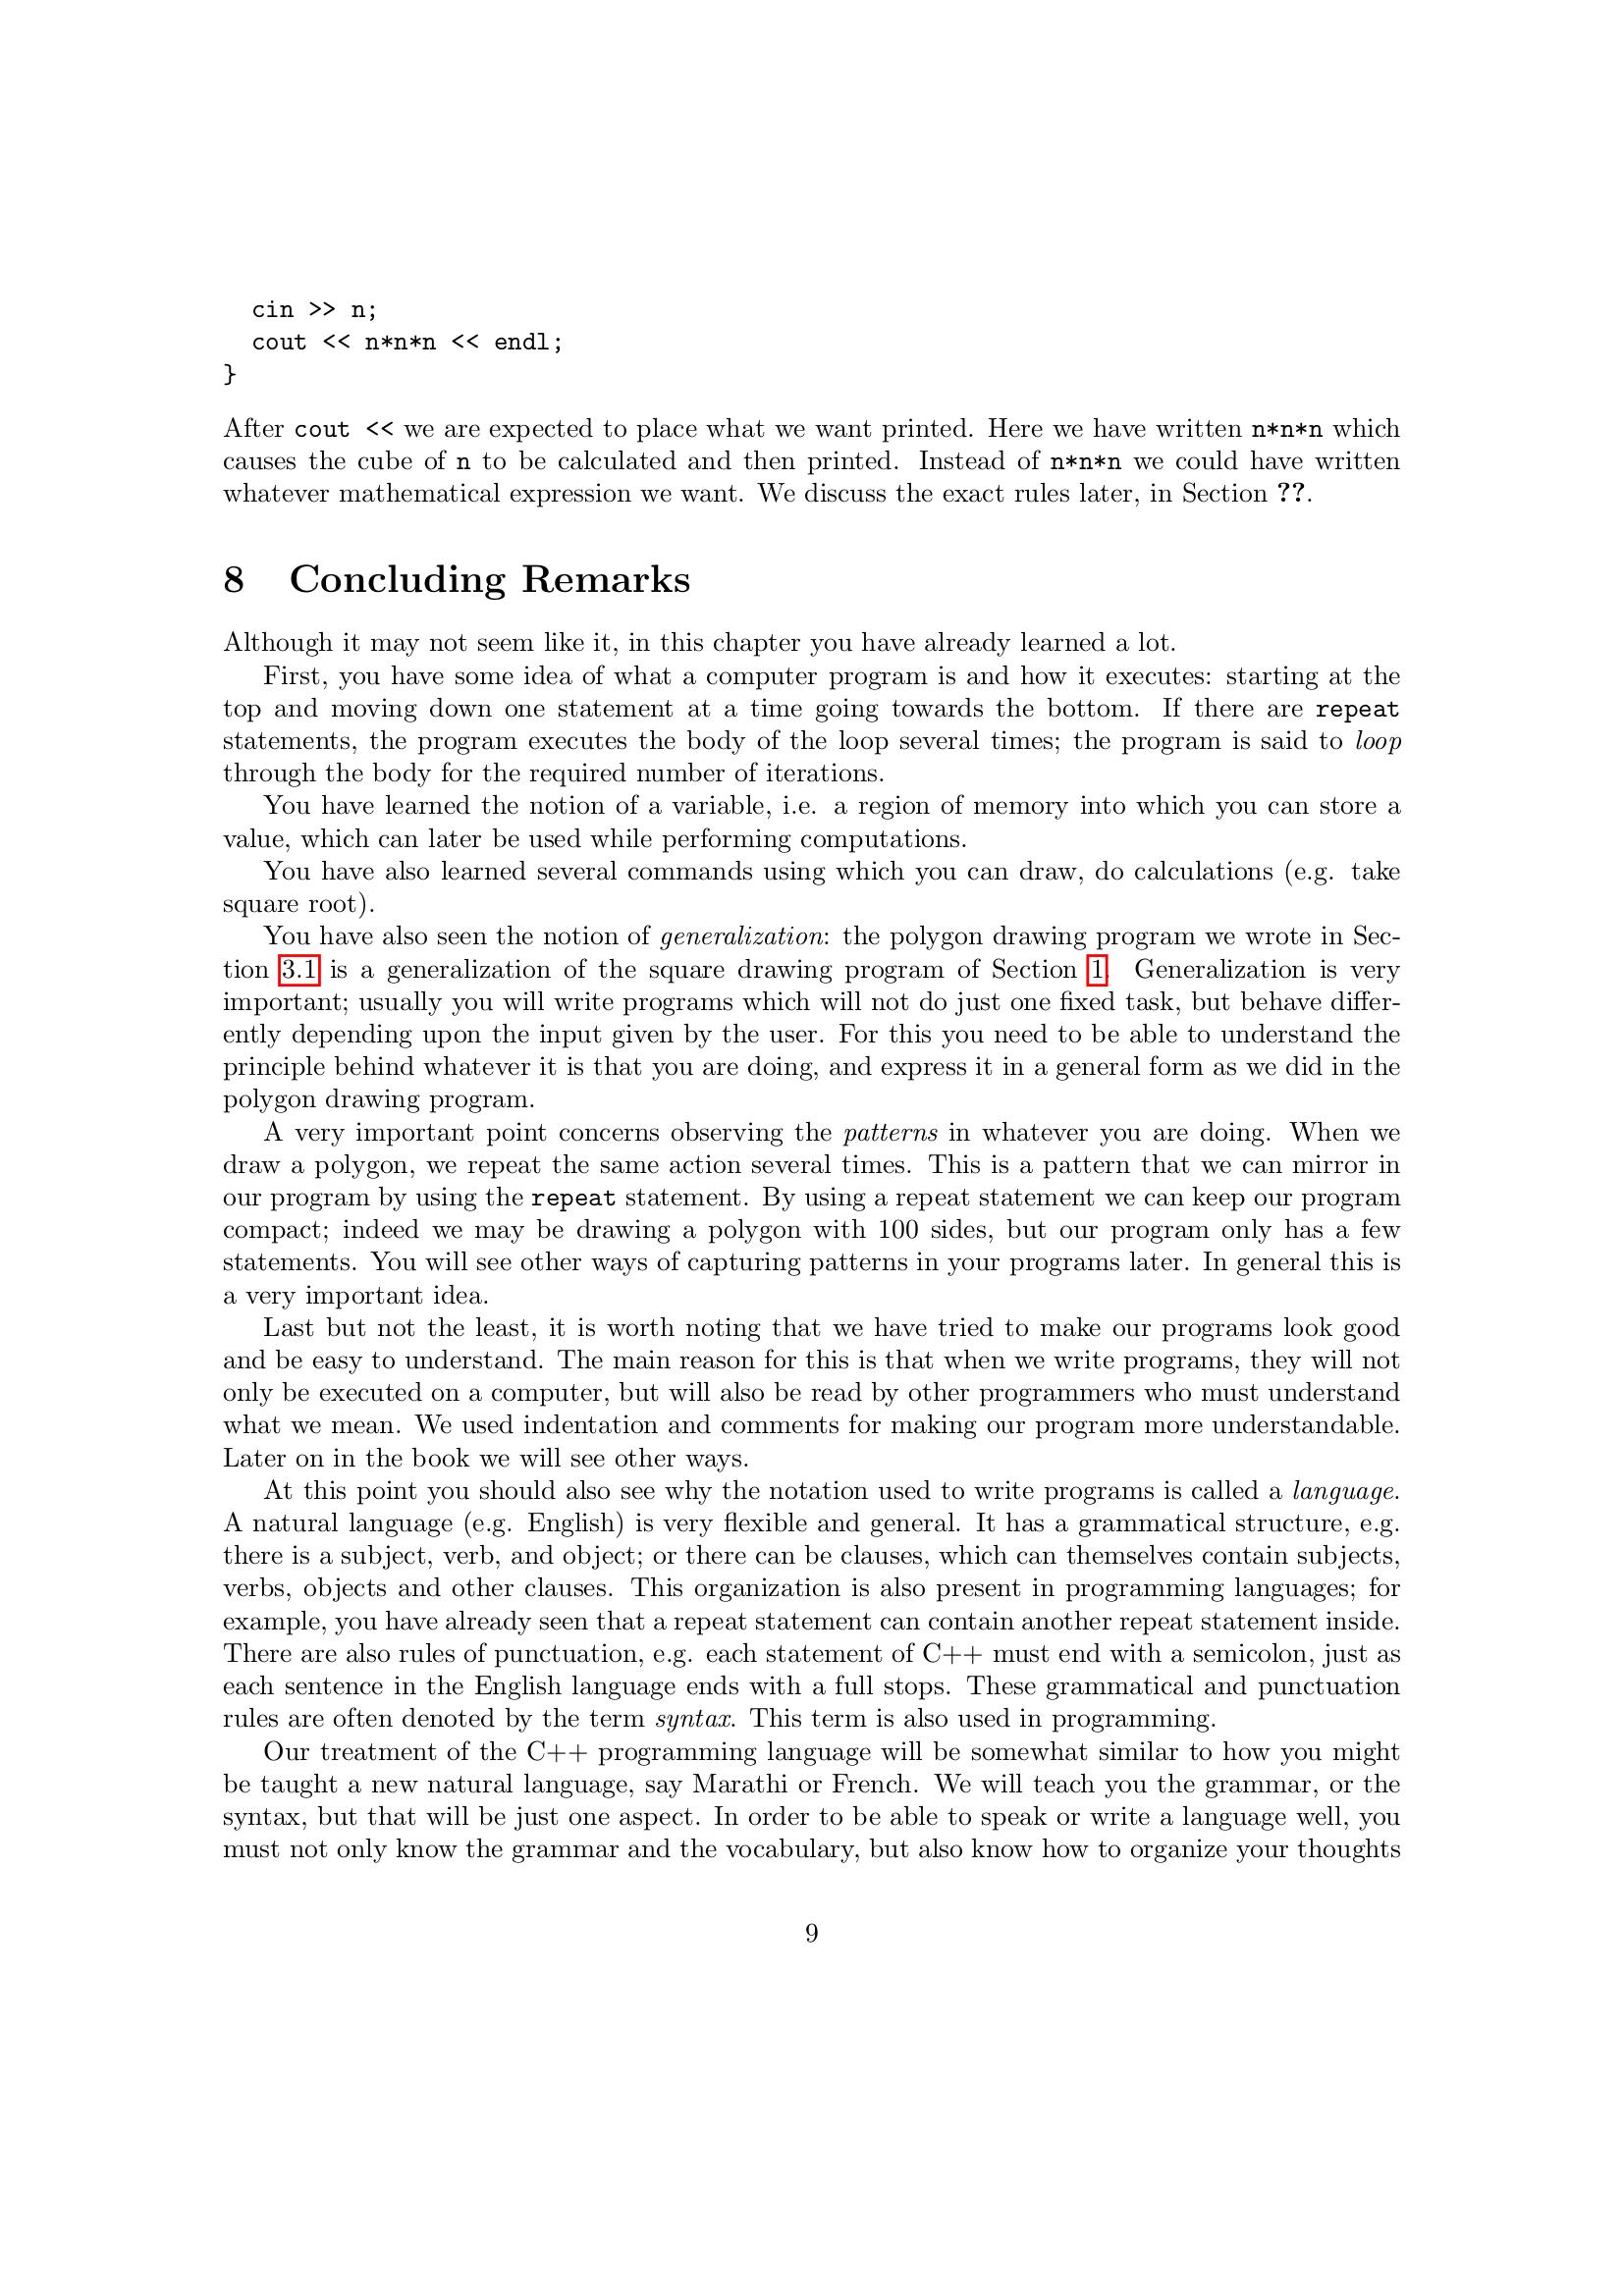 cin >> n;
cout << n*n*n << endl;
}
After cout << we are expected to place what we want printed. Here we have written n*n*n which
causes the cube of n to be calculated and then printed. Instead of n*n*n we could have written
whatever mathematical expression we want. We discuss the exact rules later, in Section ??.
8 Concluding Remarks
Although it may not seem like it, in this chapter you have already learned a lot.
First, you have some idea of what a computer program is and how it executes: starting at the
top and moving down one statement at a time going towards the bottom. If there are repeat
statements, the program executes the body of the loop several times; the program is said to loop
through the body for the required number of iterations.
You have learned the notion of a variable, i.e. a region of memory into which you can store a
value, which can later be used while performing computations.
You have also learned several commands using which you can draw, do calculations (e.g. take
square root).
You have also seen the notion of generalization: the polygon drawing program we wrote in Sec-
tion 3.1 is a generalization of the square drawing program of Section 1. Generalization is very
important; usually you will write programs which will not do just one fixed task, but behave differ-
ently depending upon the input given by the user. For this you need to be able to understand the
principle behind whatever it is that you are doing, and express it in a general form as we did in the
polygon drawing program.
A very important point concerns observing the patterns in whatever you are doing. When we
draw a polygon, we repeat the same action several times. This is a pattern that we can mirror in
our program by using the repeat statement. By using a repeat statement we can keep our program
compact; indeed we may be drawing a polygon with 100 sides, but our program only has a few
statements. You will see other ways of capturing patterns in your programs later. In general this is
a very important idea.
Last but not the least, it is worth noting that we have tried to make our programs look good
and be easy to understand. The main reason for this is that when we write programs, they will not
only be executed on a computer, but will also be read by other programmers who must understand
what we mean. We used indentation and comments for making our program more understandable.
Later on in the book we will see other ways.
At this point you should also see why the notation used to write programs is called a language.
A natural language (e.g. English) is very flexible and general. It has a grammatical structure, e.g.
there is a subject, verb, and object; or there can be clauses, which can themselves contain subjects,
verbs, objects and other clauses. This organization is also present in programming languages; for
example, you have already seen that a repeat statement can contain another repeat statement inside.
There are also rules of punctuation, e.g. each statement of C++ must end with a semicolon, just as
each sentence in the English language ends with a full stops. These grammatical and punctuation
rules are often denoted by the term syntax. This term is also used in programming.
Our treatment of the C++ programming language will be somewhat similar to how you might
be taught a new natural language, say Marathi or French. We will teach you the grammar, or the
syntax, but that will be just one aspect. In order to be able to speak or write a language well, you
must not only know the grammar and the vocabulary, but also know how to organize your thoughts
9